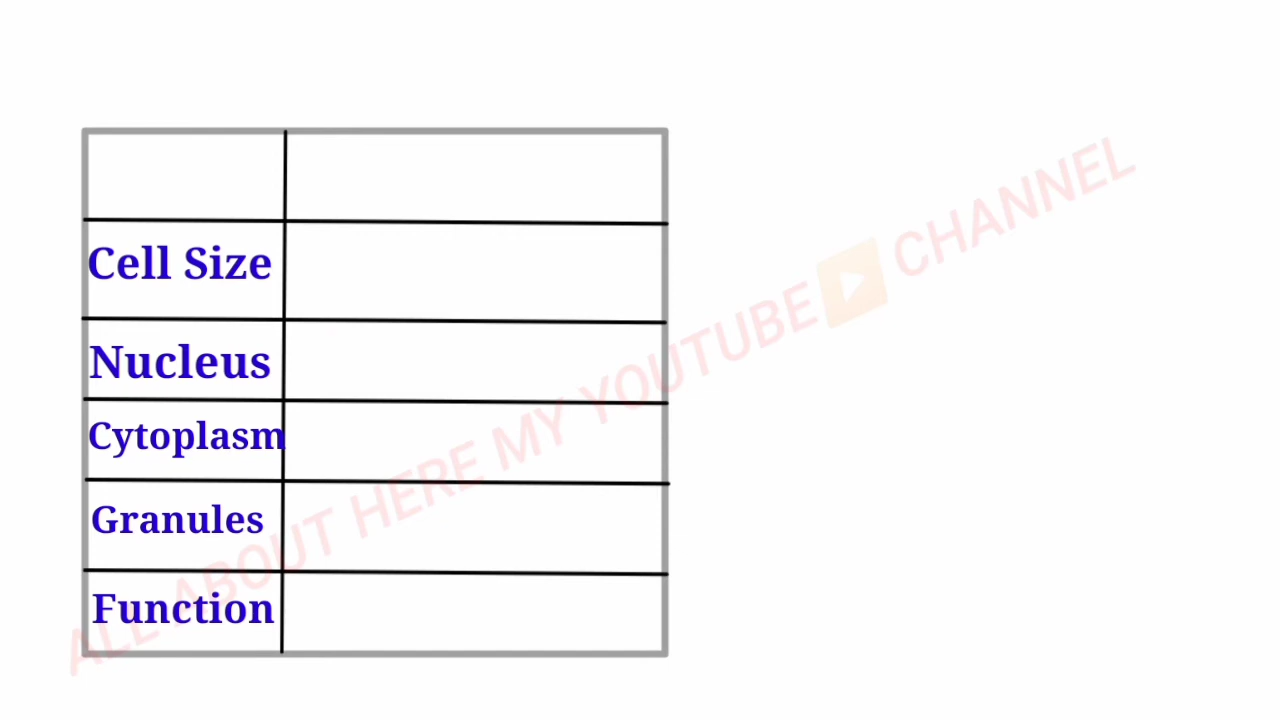 Cell Size
Nucleus
Cytoplasm
Granules
Function
ALL ABOUT HERE MY YOUTUBE▶️CHANNEL